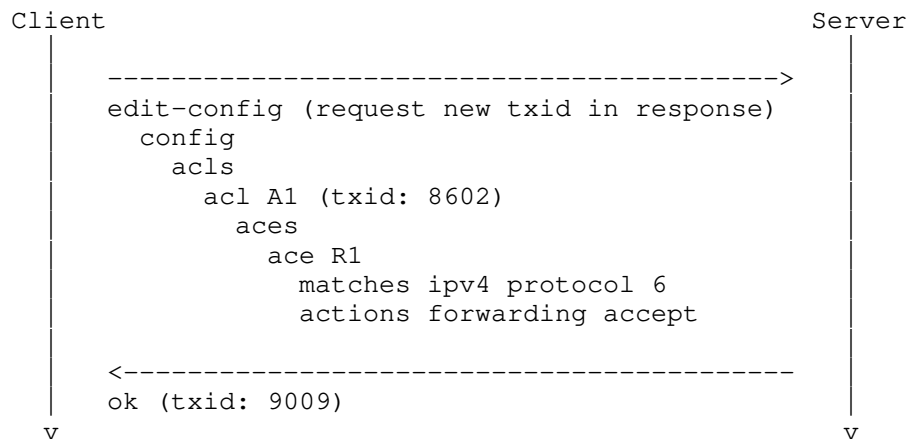 Client Server
------------------------------------------>
edit-config (request new txid in response)
config
acls
acl A1 (txid: 8602)
aces
ace R1
matches ipv4 protocol 6
actions forwarding accept
<------------------------------------------
ok (txid: 9009)
v v